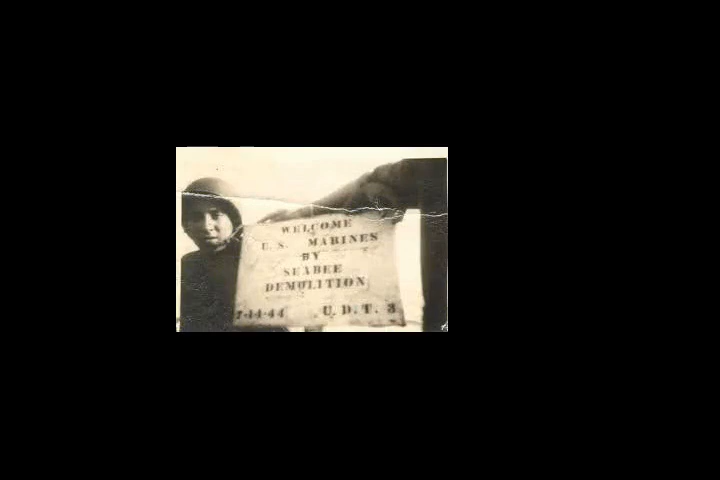 WELCOME
U. S. MARINES
BY
SEABEE
DEMOLITION
7-14-44 U. D. T. 3